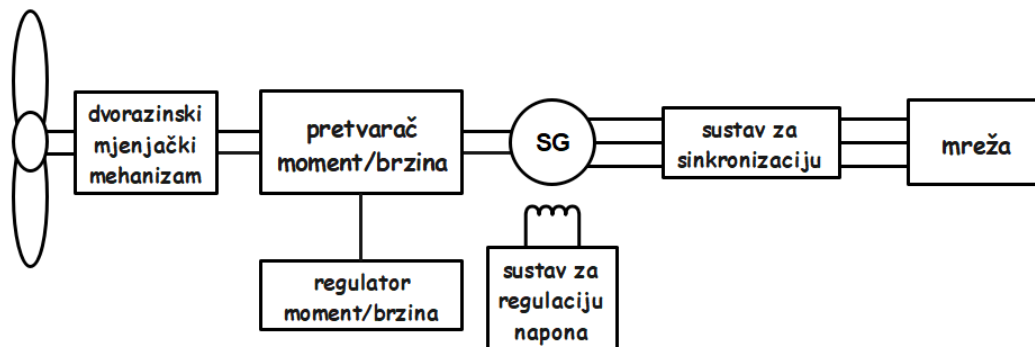 dvorazinski
mjenjački
mehanizam
pretvarač
moment/brzina
SG
sustav za
sinkronizaciju
mreža
regulator
moment/brzina
sustav za
regulaciju
napona